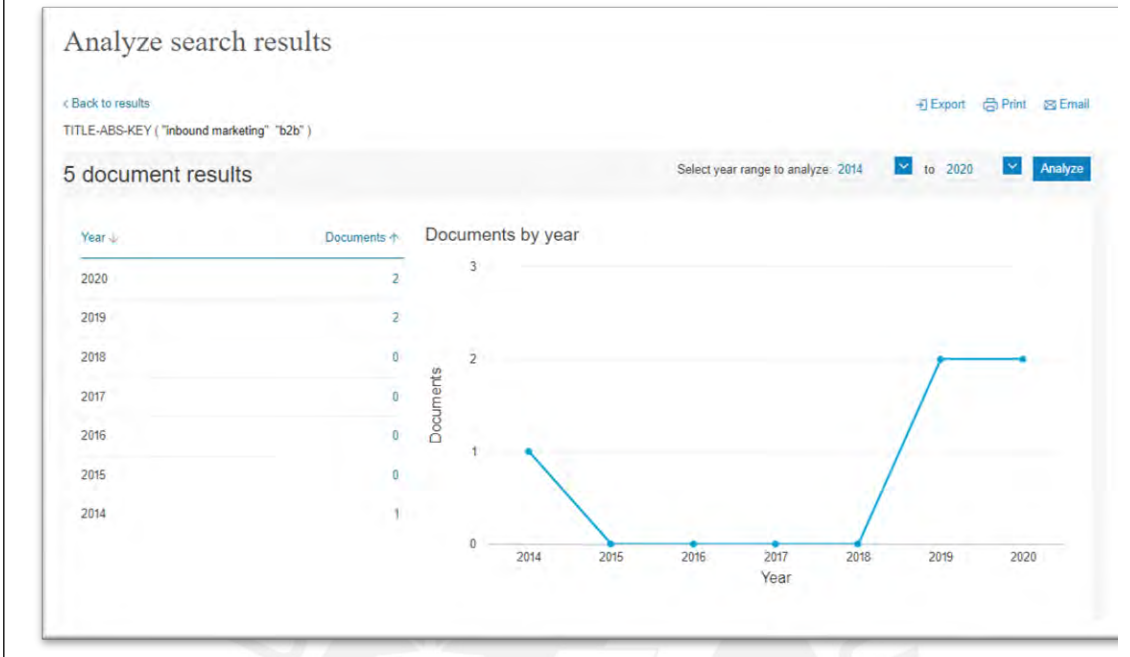 Analyze search results
< Back to results
Export Print Email
TITLE-ABS-KEY ( "inbound marketing" "b2b" )
5 document results
Select year range to analyze: 2014 to 2020 Analyze
Year ↓ Documents ↑
2020 2
2019 2
2018 0
2017 0
2016 0
2015 0
2014 1
Documents by year
3
2
1
0
Documents
2014 2015 2016 2017 2018 2019 2020
Year